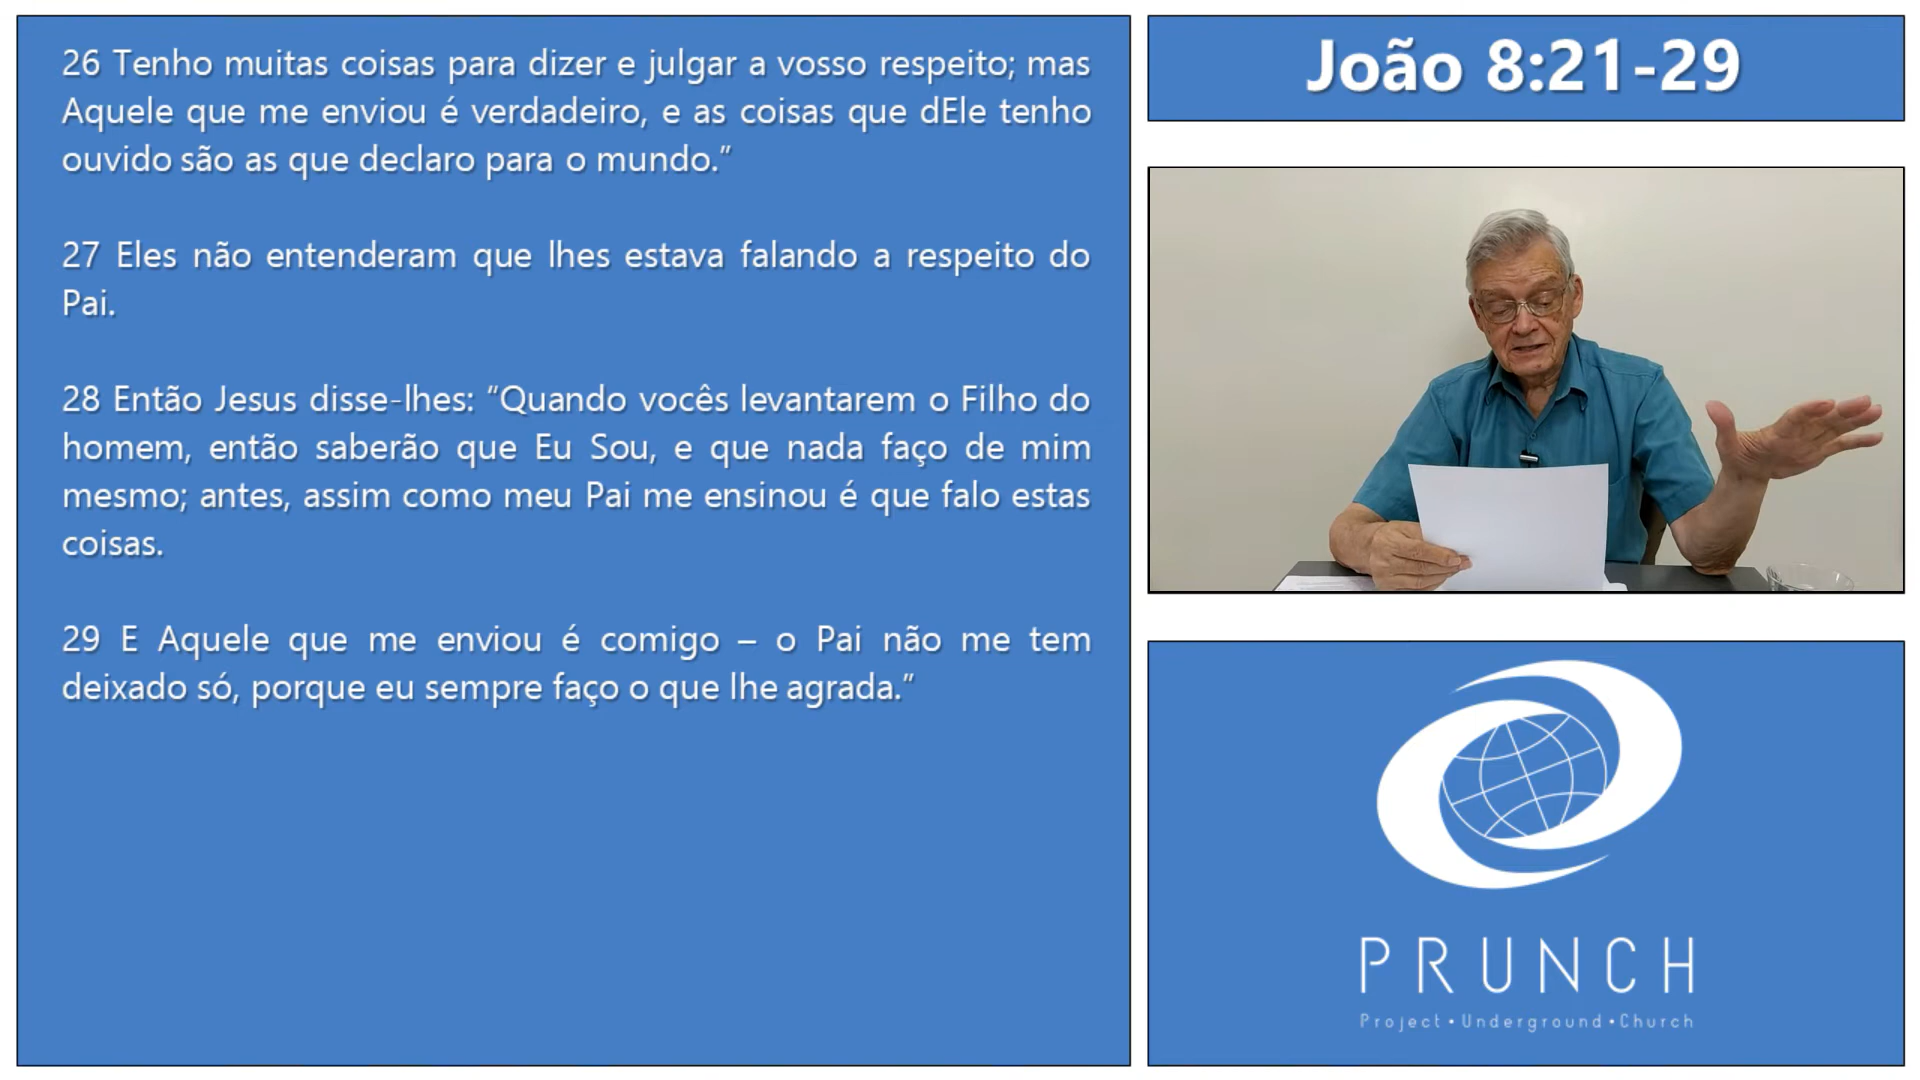 26 Tenho muitas coisas para dizer e julgar a vosso respeito; mas
Aquele que me enviou é verdadeiro, e as coisas que dEle tenho
ouvido são as que declaro para o mundo.”
27 Eles não entenderam que lhes estava falando a respeito do
Pai.
28 Então Jesus disse-lhes: “Quando vocês levantarem o Filho do
homem, então saberão que Eu Sou, e que nada faço de mim
mesmo; antes, assim como meu Pai me ensinou é que falo estas
coisas.
29 E Aquele que me enviou é comigo – o Pai não me tem
deixado só, porque eu sempre faço o que lhe agrada.”
João 8:21-29
PRUNCH
Project•Underground•Church